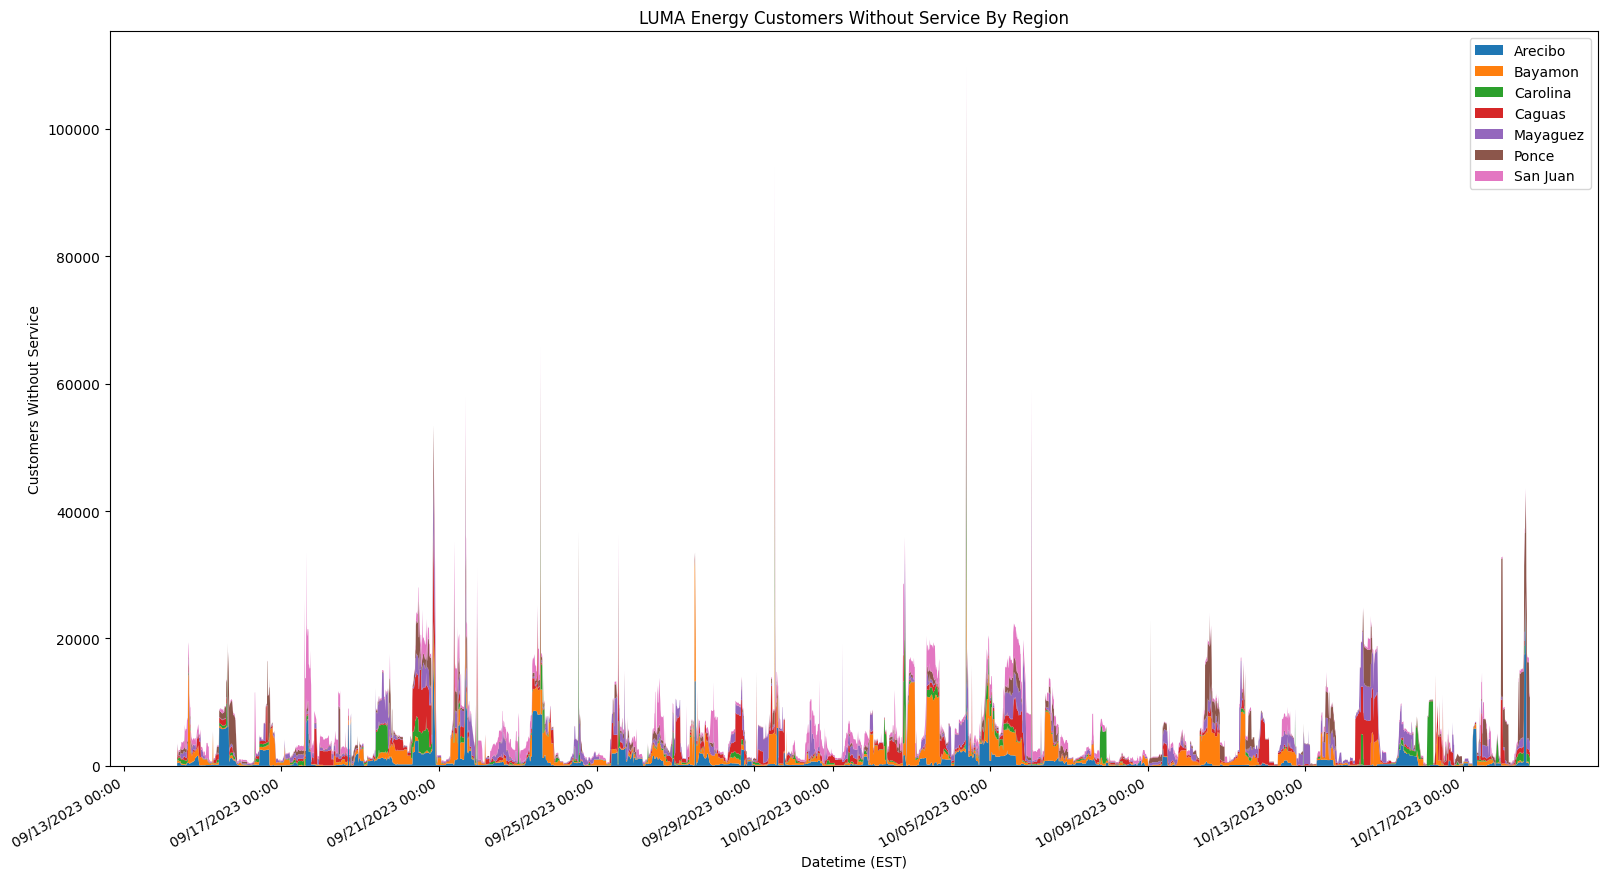 LUMA Energy Customers Without Service By Region
Arecibo
Bayamon
Carolina
Caguas
Mayaguez
Ponce
San Juan
100000
80000
60000
40000
20000
0
Customers Without Service
09/13/2023 00:00
09/17/2023 00:00
09/21/2023 00:00
09/25/2023 00:00
09/29/2023 00:00
10/01/2023 00:00
10/05/2023 00:00
10/09/2023 00:00
10/13/2023 00:00
10/17/2023 00:00
Datetime (EST)